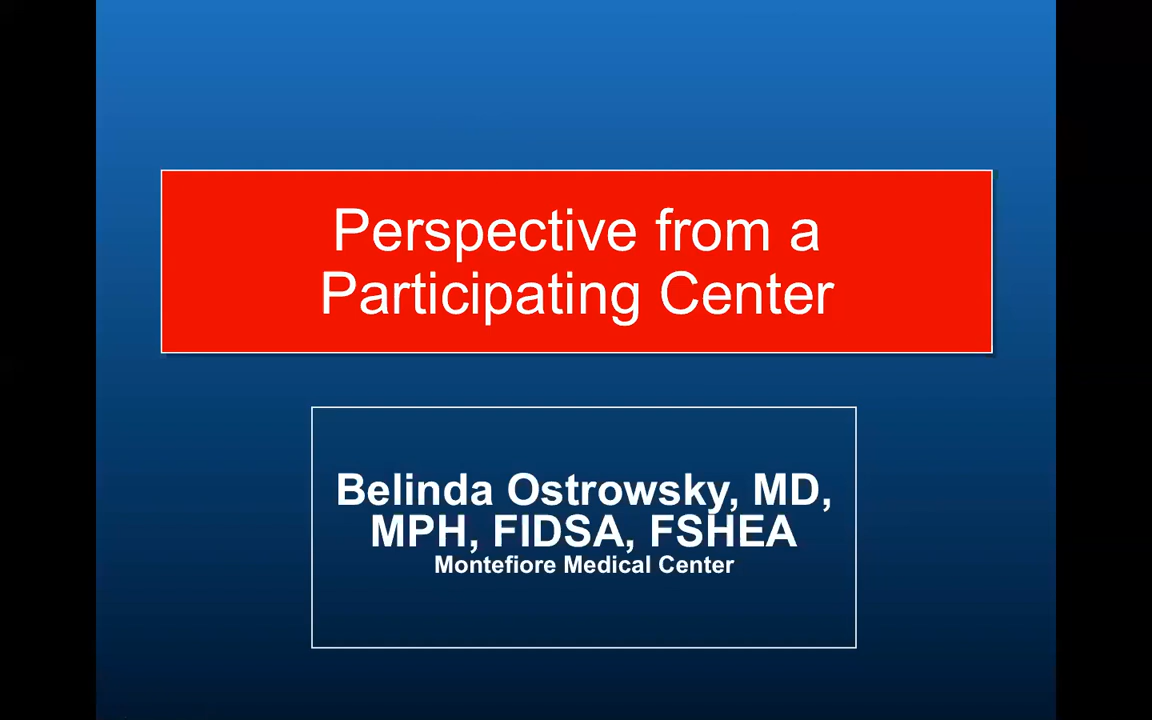 Perspective from a
Participating Center
Belinda Ostrowsky, MD,
MPH, FIDSA, FSHEA
Montefiore Medical Center